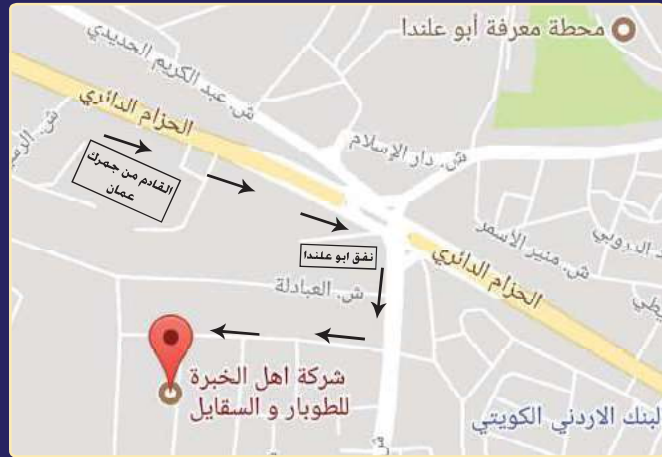 محطة معرفة أبو علندا
ش. عبد الكريم الحديدي
الحزام الدائري
ش. دار الإسلام
القادم من جمرك
عمان
نفق ابو علندا
ش. منير الأسمر
الحزام الدائري
ش. العبادلة
شركة اهل الخبرة
للطوبار و السقايل
لبنك الاردني الكويتي